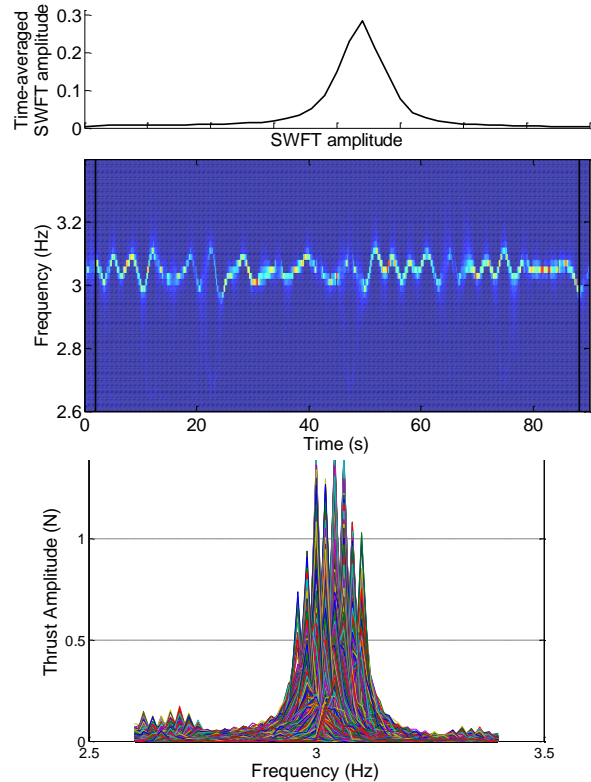 Time-averaged
SWFT amplitude
0.3
0.2
0.1
0
SWFT amplitude
Frequency (Hz)
3.2
3
2.8
2.6
0
20
40
60
80
Time (s)
Thrust Amplitude (N)
1
0.5
0
2.5
3
3.5
Frequency (Hz)